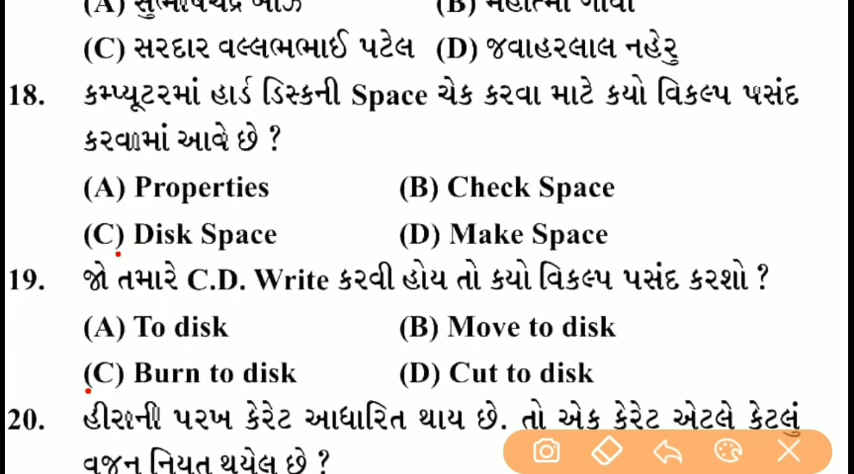 (C) સરદાર વલ્લભભાઈ પટેલ (D) જવાહરલાલ નહેરુ
18. કમ્પ્યૂટરમાં હાર્ડ ડિસ્કની Space ચેક કરવા માટે કયો વિકલ્પ પસંદ
કરવામાં આવે છે ?
(A) Properties (B) Check Space
(C) Disk Space (D) Make Space
19. જો તમારે C.D. Write કરવી હોય તો કયો વિકલ્પ પસંદ કરશો ?
(A) To disk (B) Move to disk
(C) Burn to disk (D) Cut to disk
20. હીરાની પરખ કેરેટ આધારિત થાય છે. તો એક કેરેટ એટલે કેટલું
વજન નિયત થયેલ છે ?